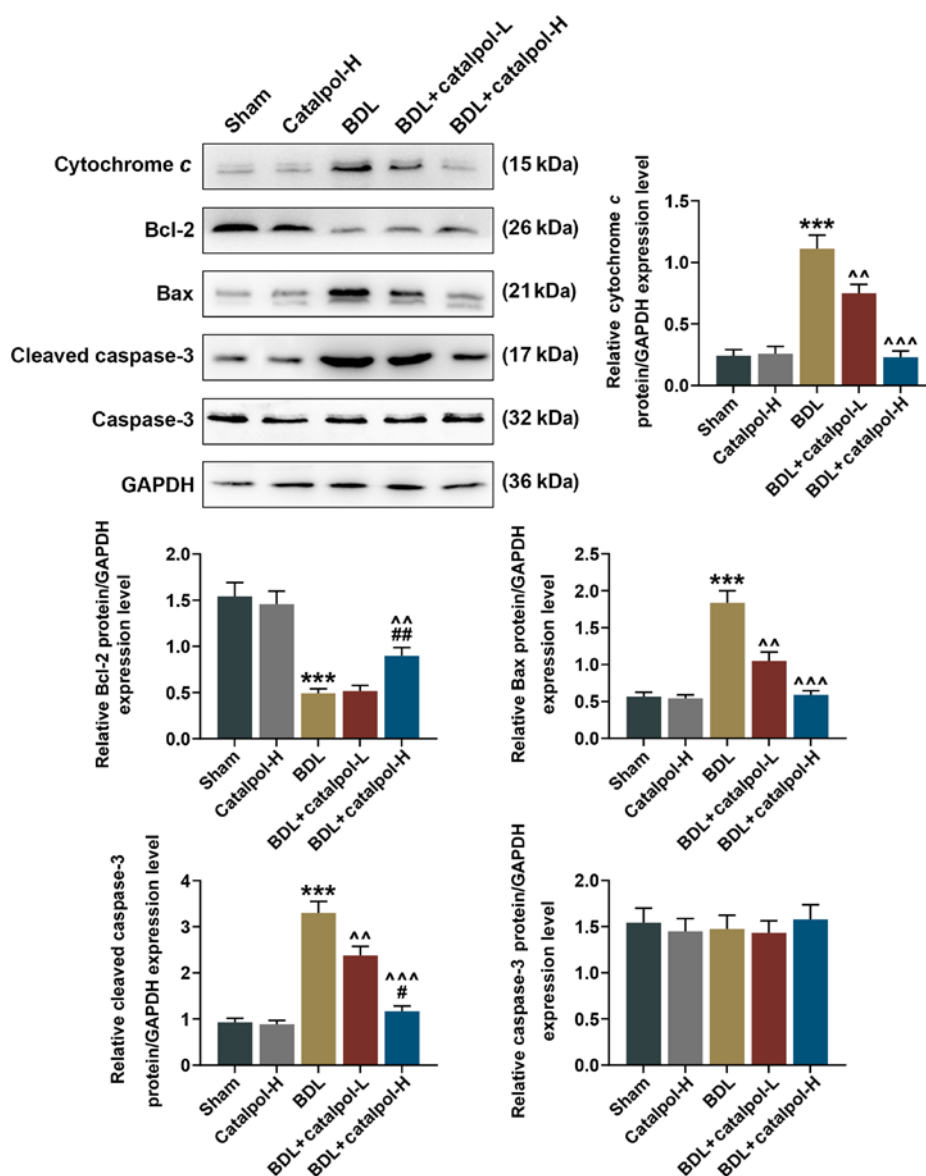 Sham
Catalpol-H
BDL
BDL+catalpol-L
BDL+catalpol-H
Cytochrome c
(15 kDa)
Bcl-2
(26 kDa)
Bax
(21 kDa)
Cleaved caspase-3
(17 kDa)
Caspase-3
(32 kDa)
GAPDH
(36 kDa)
Relative cytochrome c
protein/GAPDH expression level
1.5
1.0
0.5
0.0
***
^^
^^^
Sham
Catalpol-H
BDL
BDL+catalpol-L
BDL+catalpol-H
Relative Bcl-2 protein/GAPDH
expression level
2.0
1.5
1.0
0.5
0.0
***
^^
##
Sham
Catalpol-H
BDL
BDL+catalpol-L
BDL+catalpol-H
Relative Bax protein/GAPDH
expression level
2.5
2.0
1.5
1.0
0.5
0.0
***
^^
^^^
Sham
Catalpol-H
BDL
BDL+catalpol-L
BDL+catalpol-H
Relative cleaved caspase-3
protein/GAPDH expression level
4
3
2
1
0
***
^^
^^^
#
Sham
Catalpol-H
BDL
BDL+catalpol-L
BDL+catalpol-H
Relative caspase-3 protein/GAPDH
expression level
2.0
1.5
1.0
0.5
0.0
Sham
Catalpol-H
BDL
BDL+catalpol-L
BDL+catalpol-H